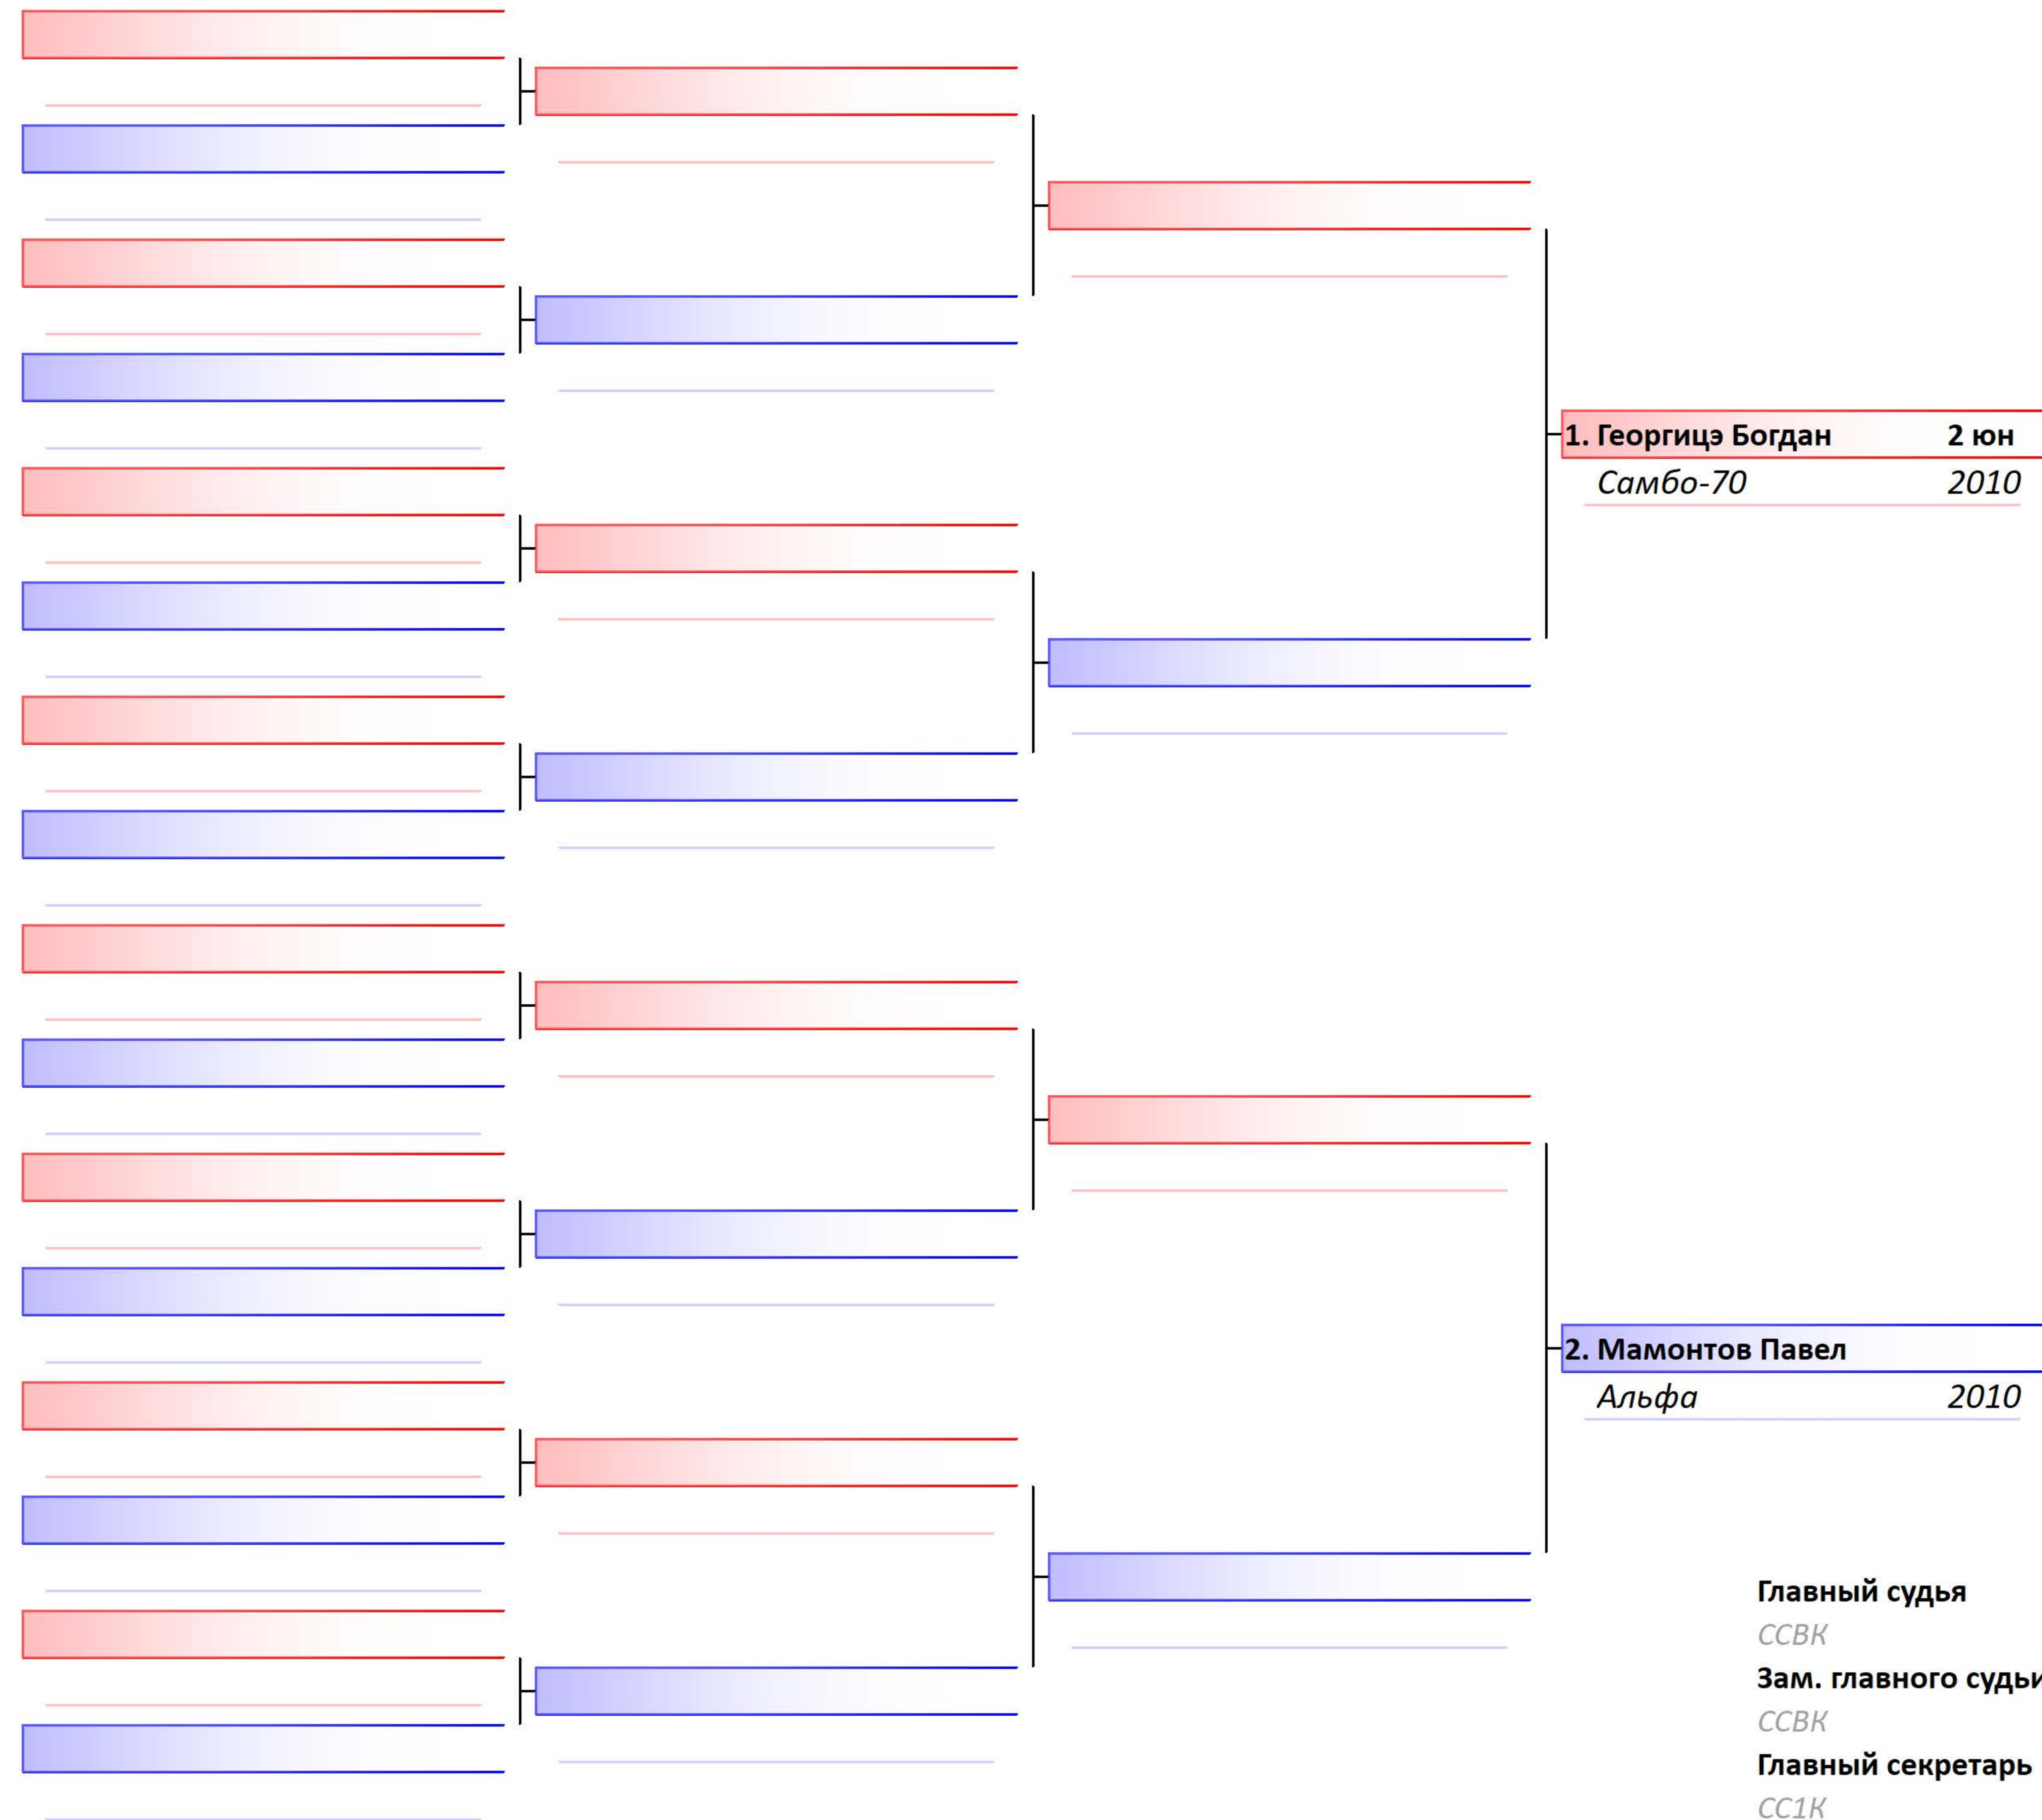 1. Георгицэ Богдан 2 юн
Самбо-70 2010
2. Мамонтов Павел
Альфа 2010
Главный судья
ССВК
Зам. главного судьи
ССВК
Главный секретарь
СС1К